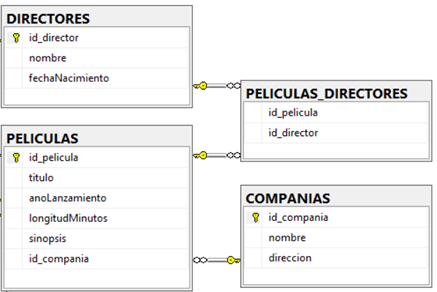 DIRECTORES
id_director
nombre
fechaNacimiento
PELICULAS_DIRECTORES
id_pelicula
id_director
PELICULAS
id_pelicula
titulo
anoLanzamiento
longitudMinutos
sinopsis
id_compania
COMPANIAS
id_compania
nombre
direccion